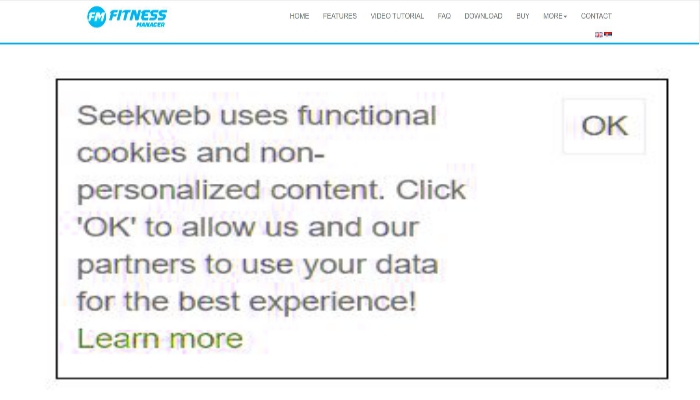 FM FITNESS
MANAGER
HOME FEATURES VIDEO TUTORIAL FAQ DOWNLOAD BUY MORE CONTACT
Seekweb uses functional
cookies and non-
personalized content. Click
'OK' to allow us and our
partners to use your data
for the best experience!
Learn more
OK